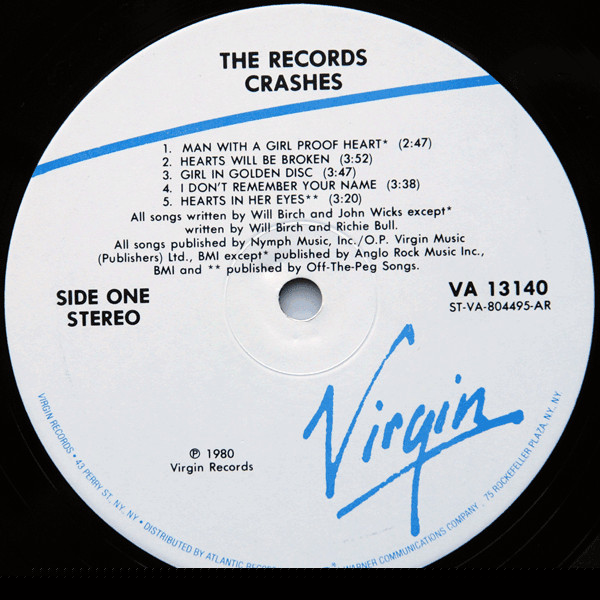 THE RECORDS
CRASHES
1. MAN WITH A GIRL PROOF HEART* (2:47)
2. HEARTS WILL BE BROKEN (3:52)
3. GIRL IN GOLDEN DISC (3:47)
4. I DON'T REMEMBER YOUR NAME (3:38)
5. HEARTS IN HER EYES** (3:20)
All songs written by Will Birch and John Wicks except*
written by Will Birch and Richie Bull.
All songs published by Nymph Music, Inc./O.P. Virgin Music
(Publishers) Ltd., BMI except* published by Anglo Rock Music Inc.,
BMI and ** published by Off-The-Peg Songs.
SIDE ONE
STEREO
VA 13140
ST-VA-804495-AR
Virgin
℗ 1980
Virgin Records
VIRGIN RECORDS • 43 PERRY ST., NY, NY • DISTRIBUTED BY ATLANTIC WARNER COMMUNICATIONS COMPANY, 75 ROCKEFELLER PLAZA, NY, NY.